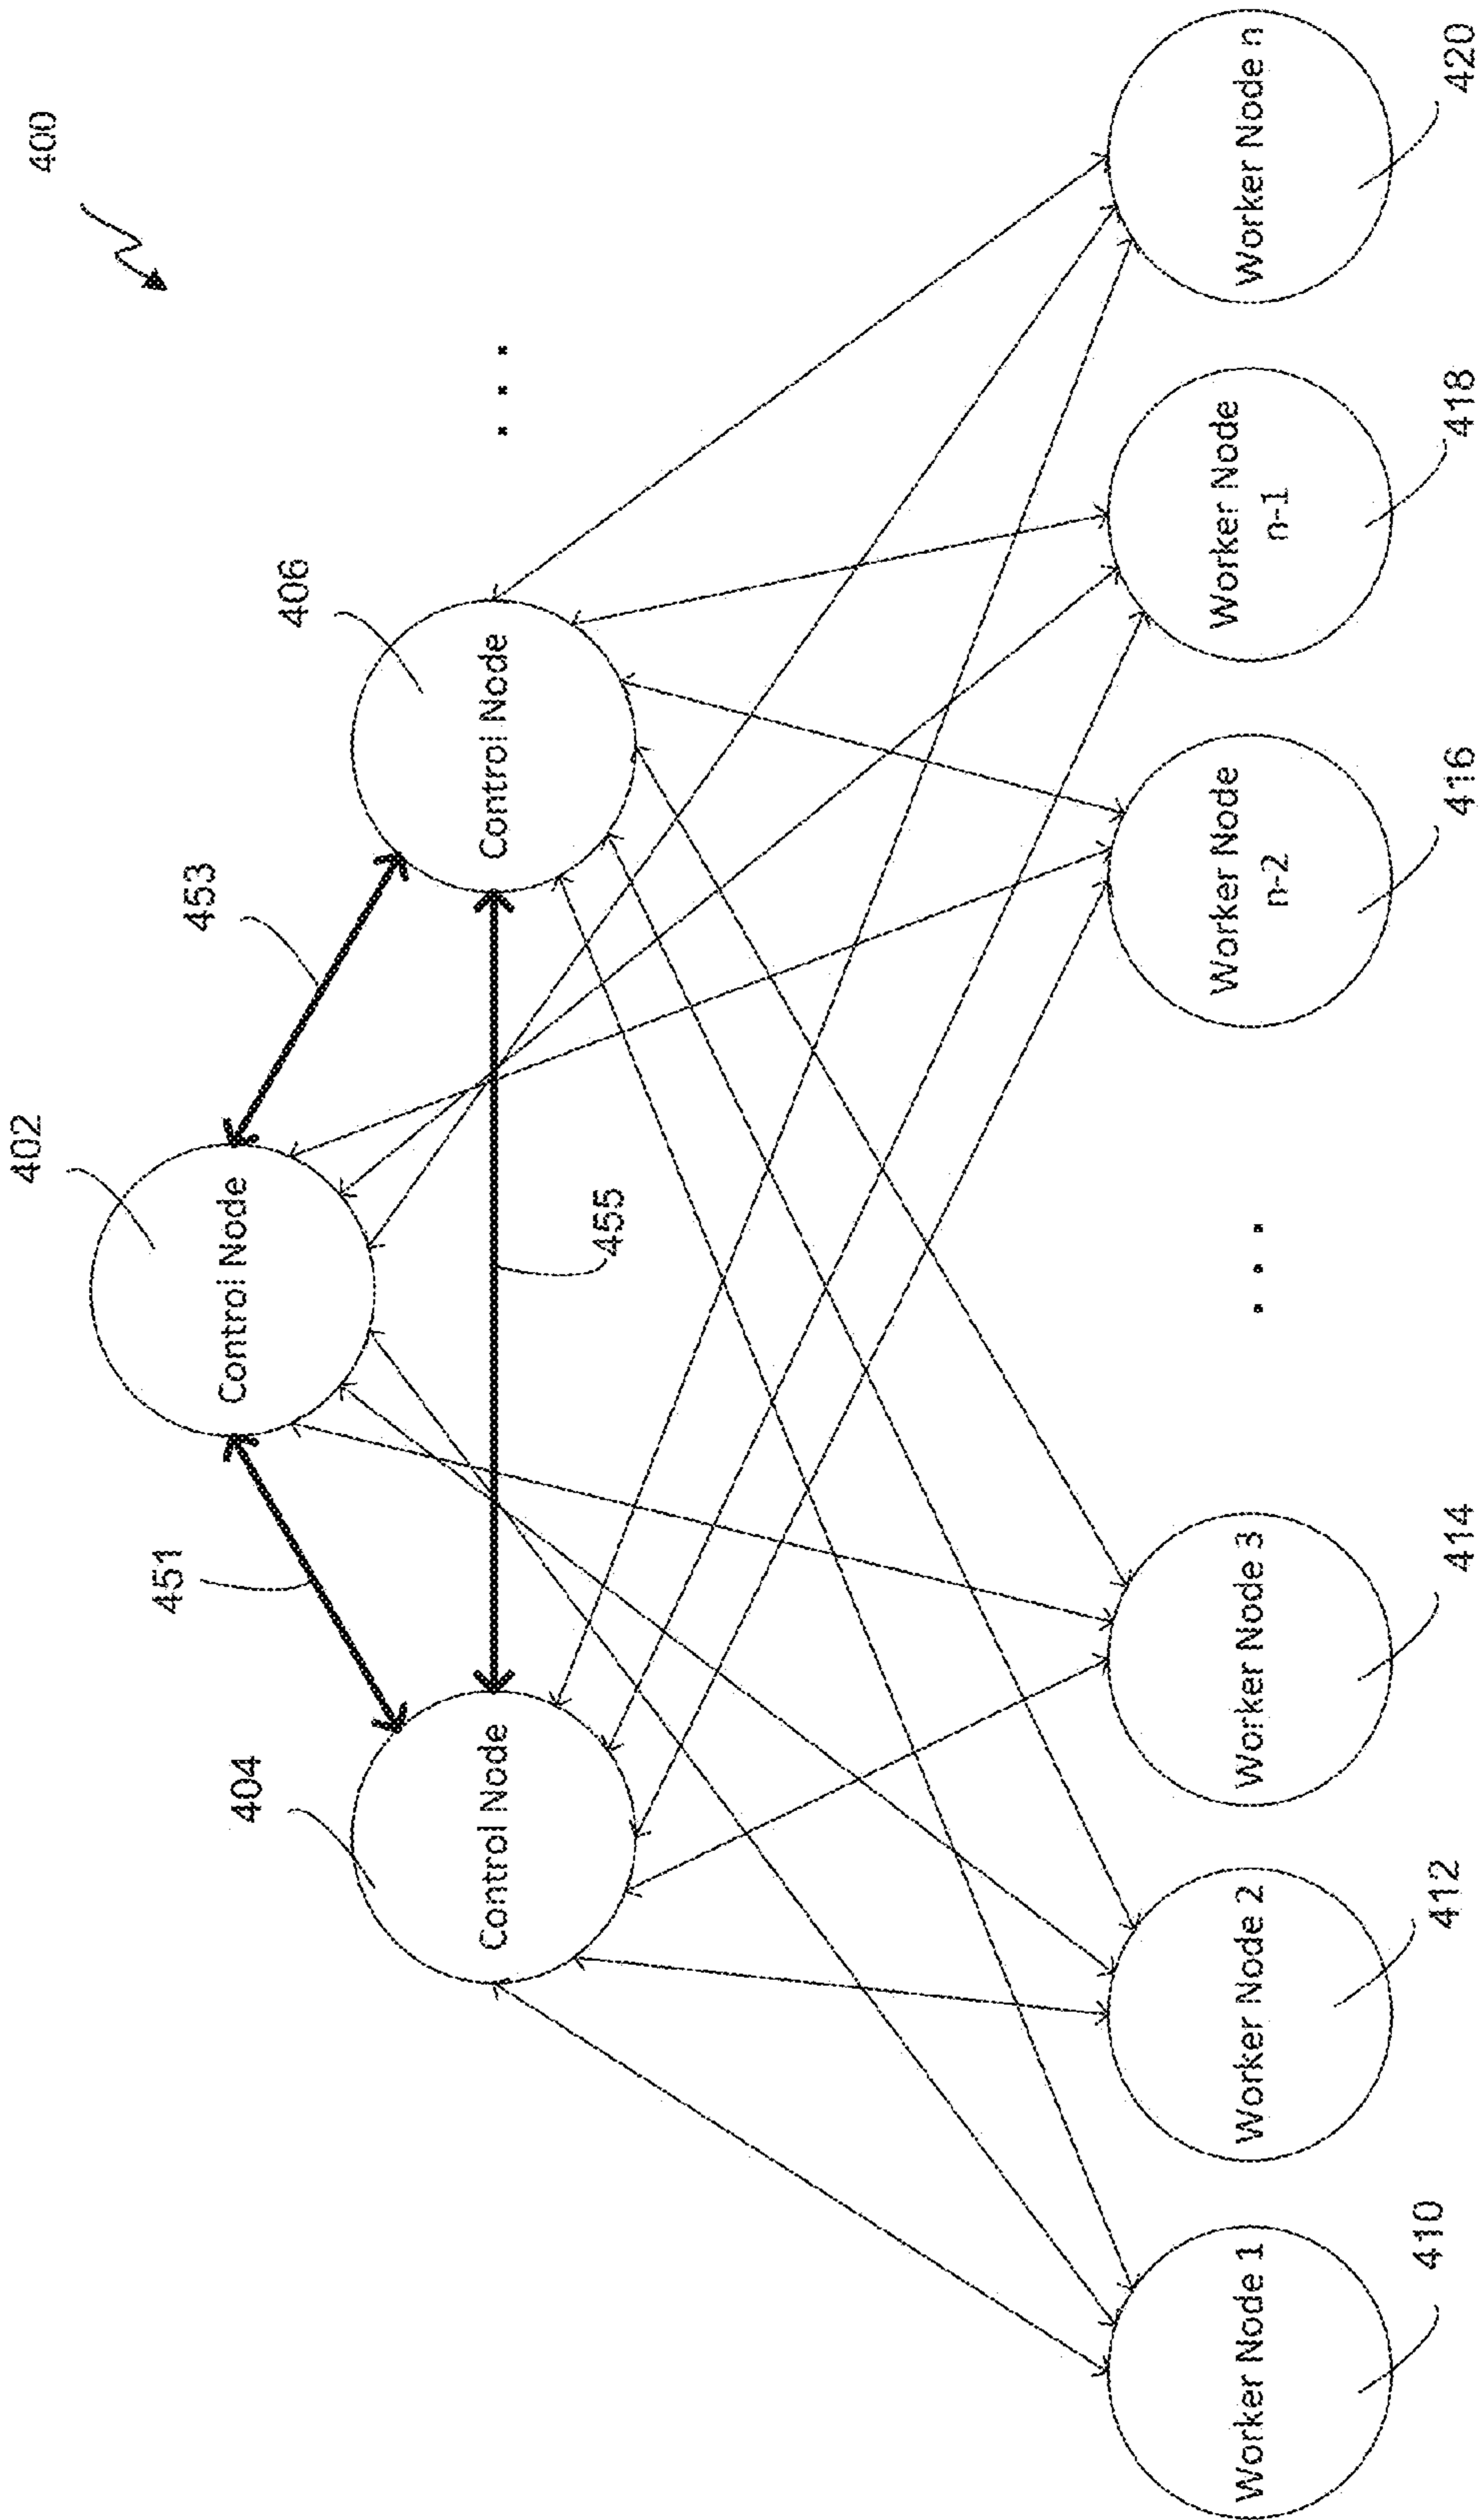 400
402
Control Node
451
453
404
Control Node
406
Control Node
. . .
455
Worker Node 1
Worker Node 2
Worker Node 3
. . .
Worker Node
n-2
Worker Node
n-1
Worker Node n
410
412
414
416
418
420